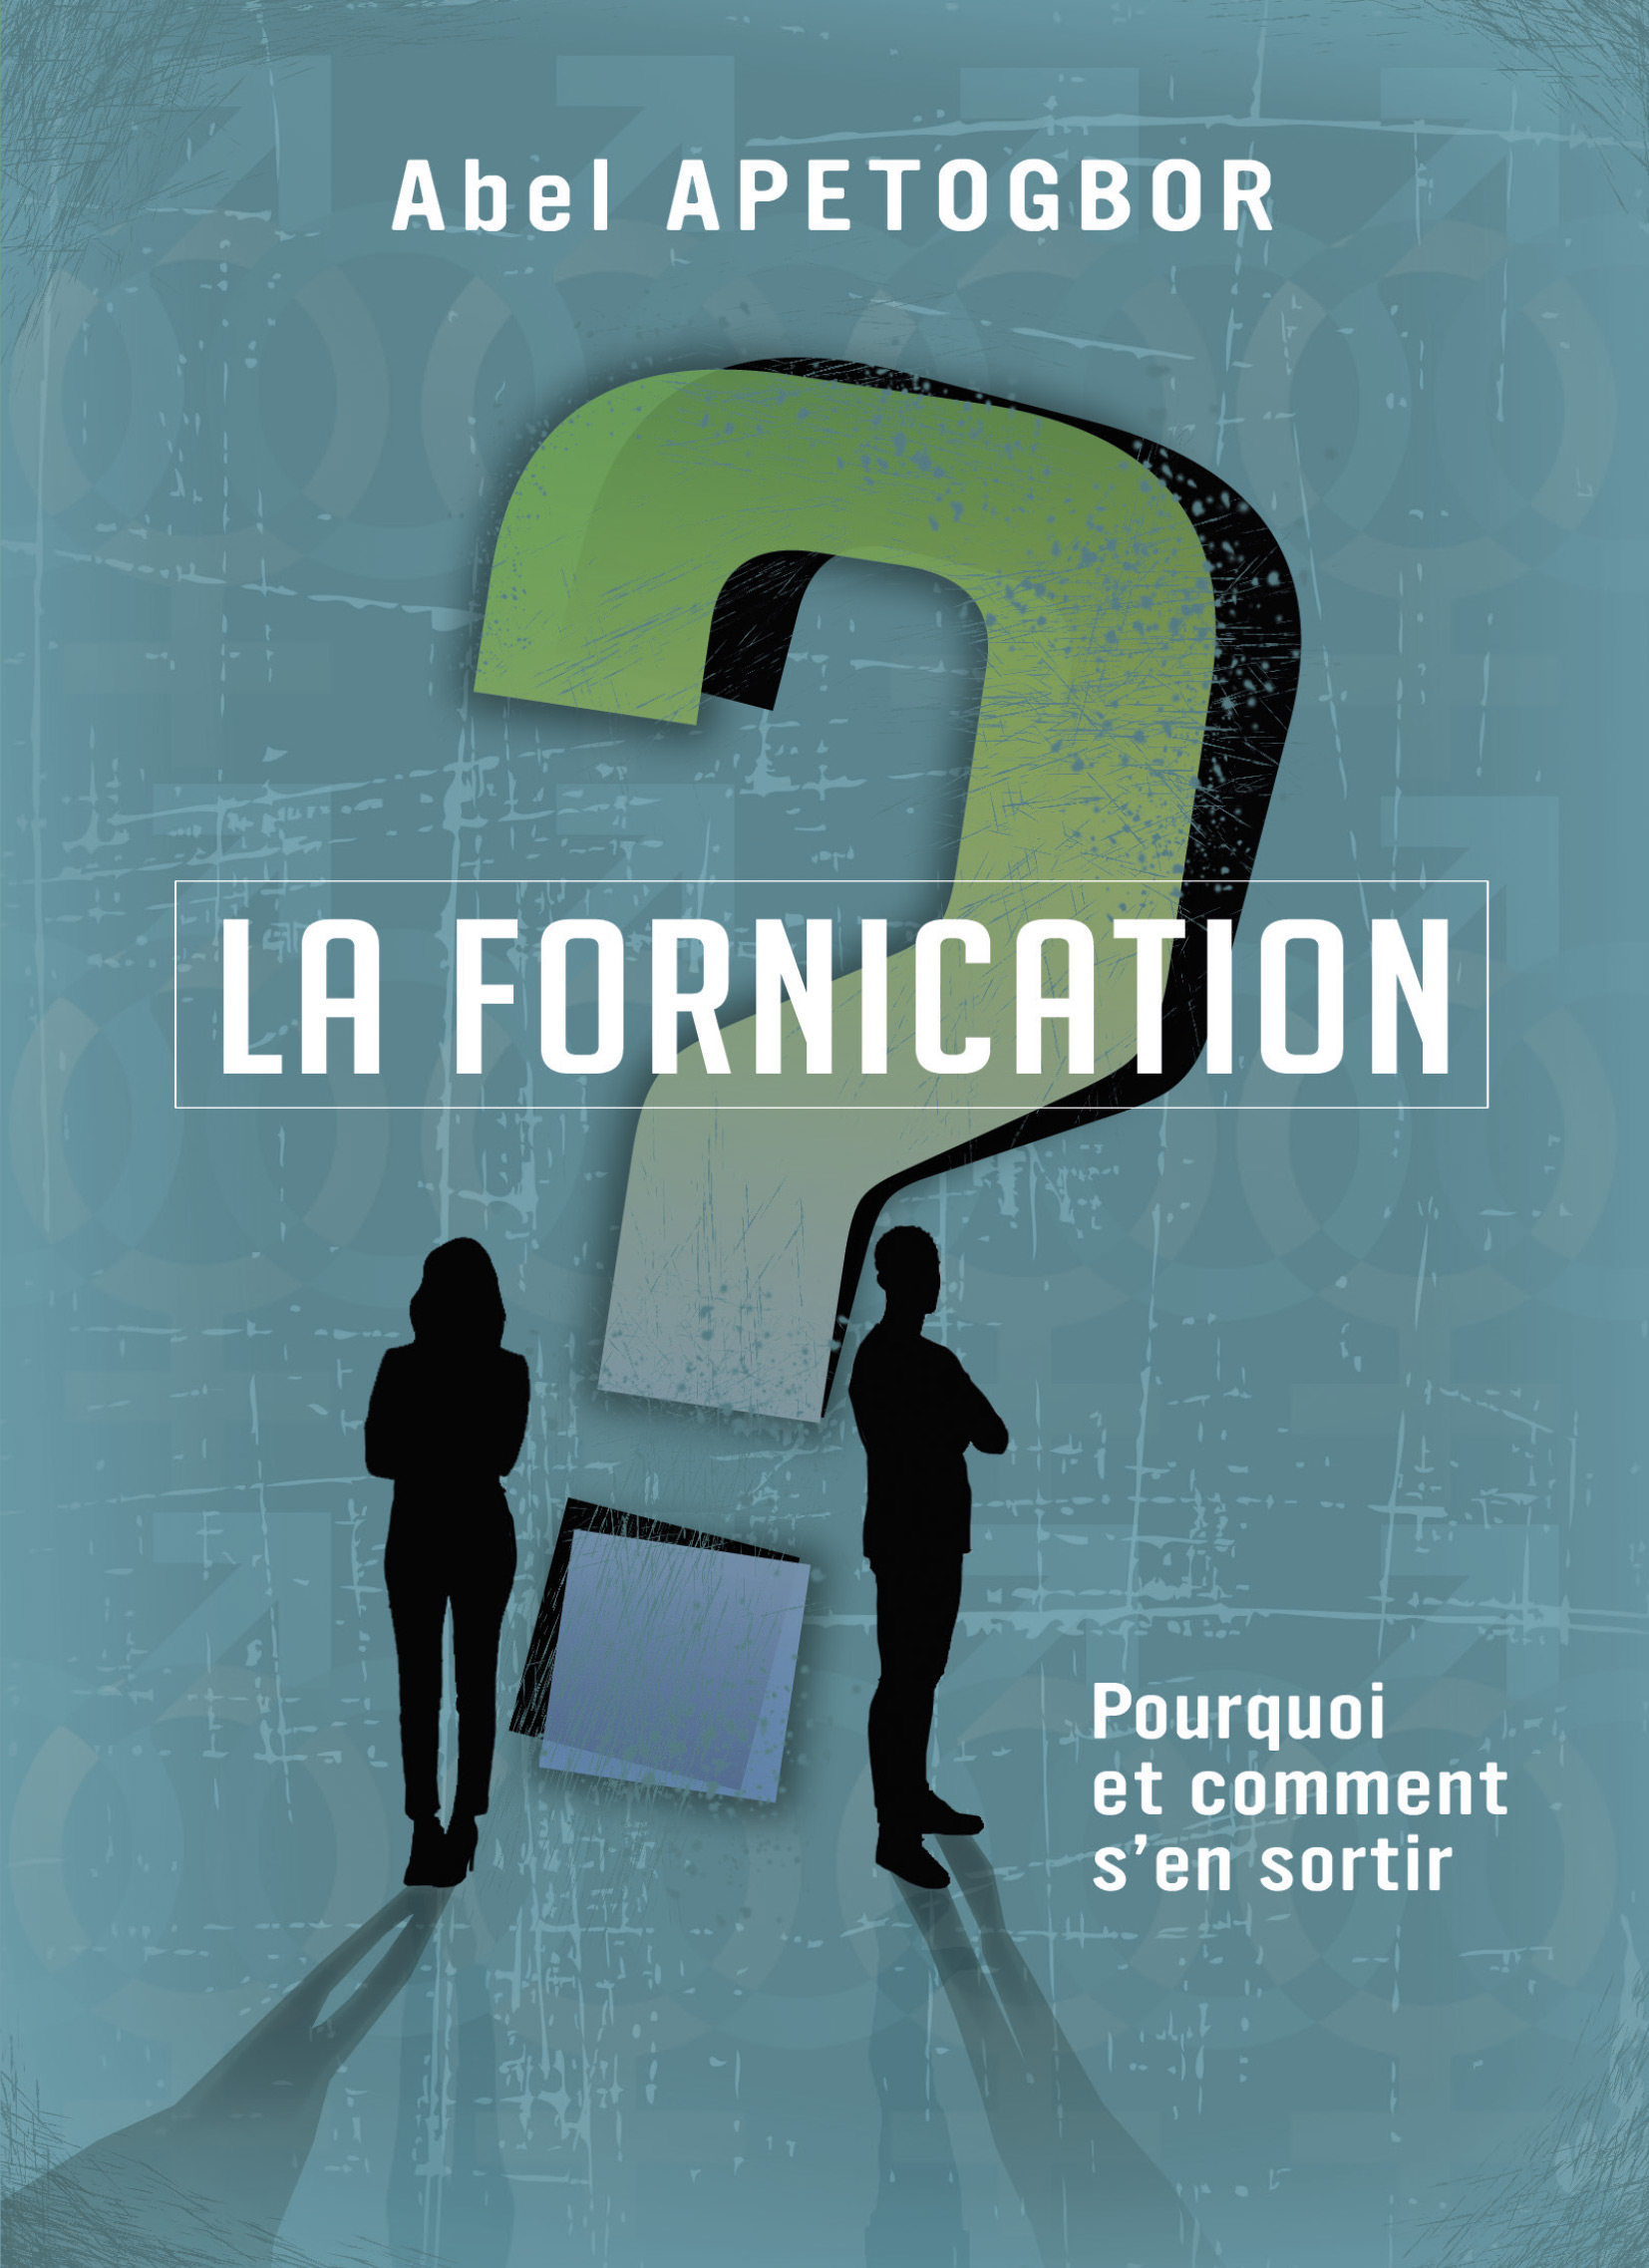 Abel APETOGBOR
?
LA FORNICATION
Pourquoi
et comment
s'en sortir